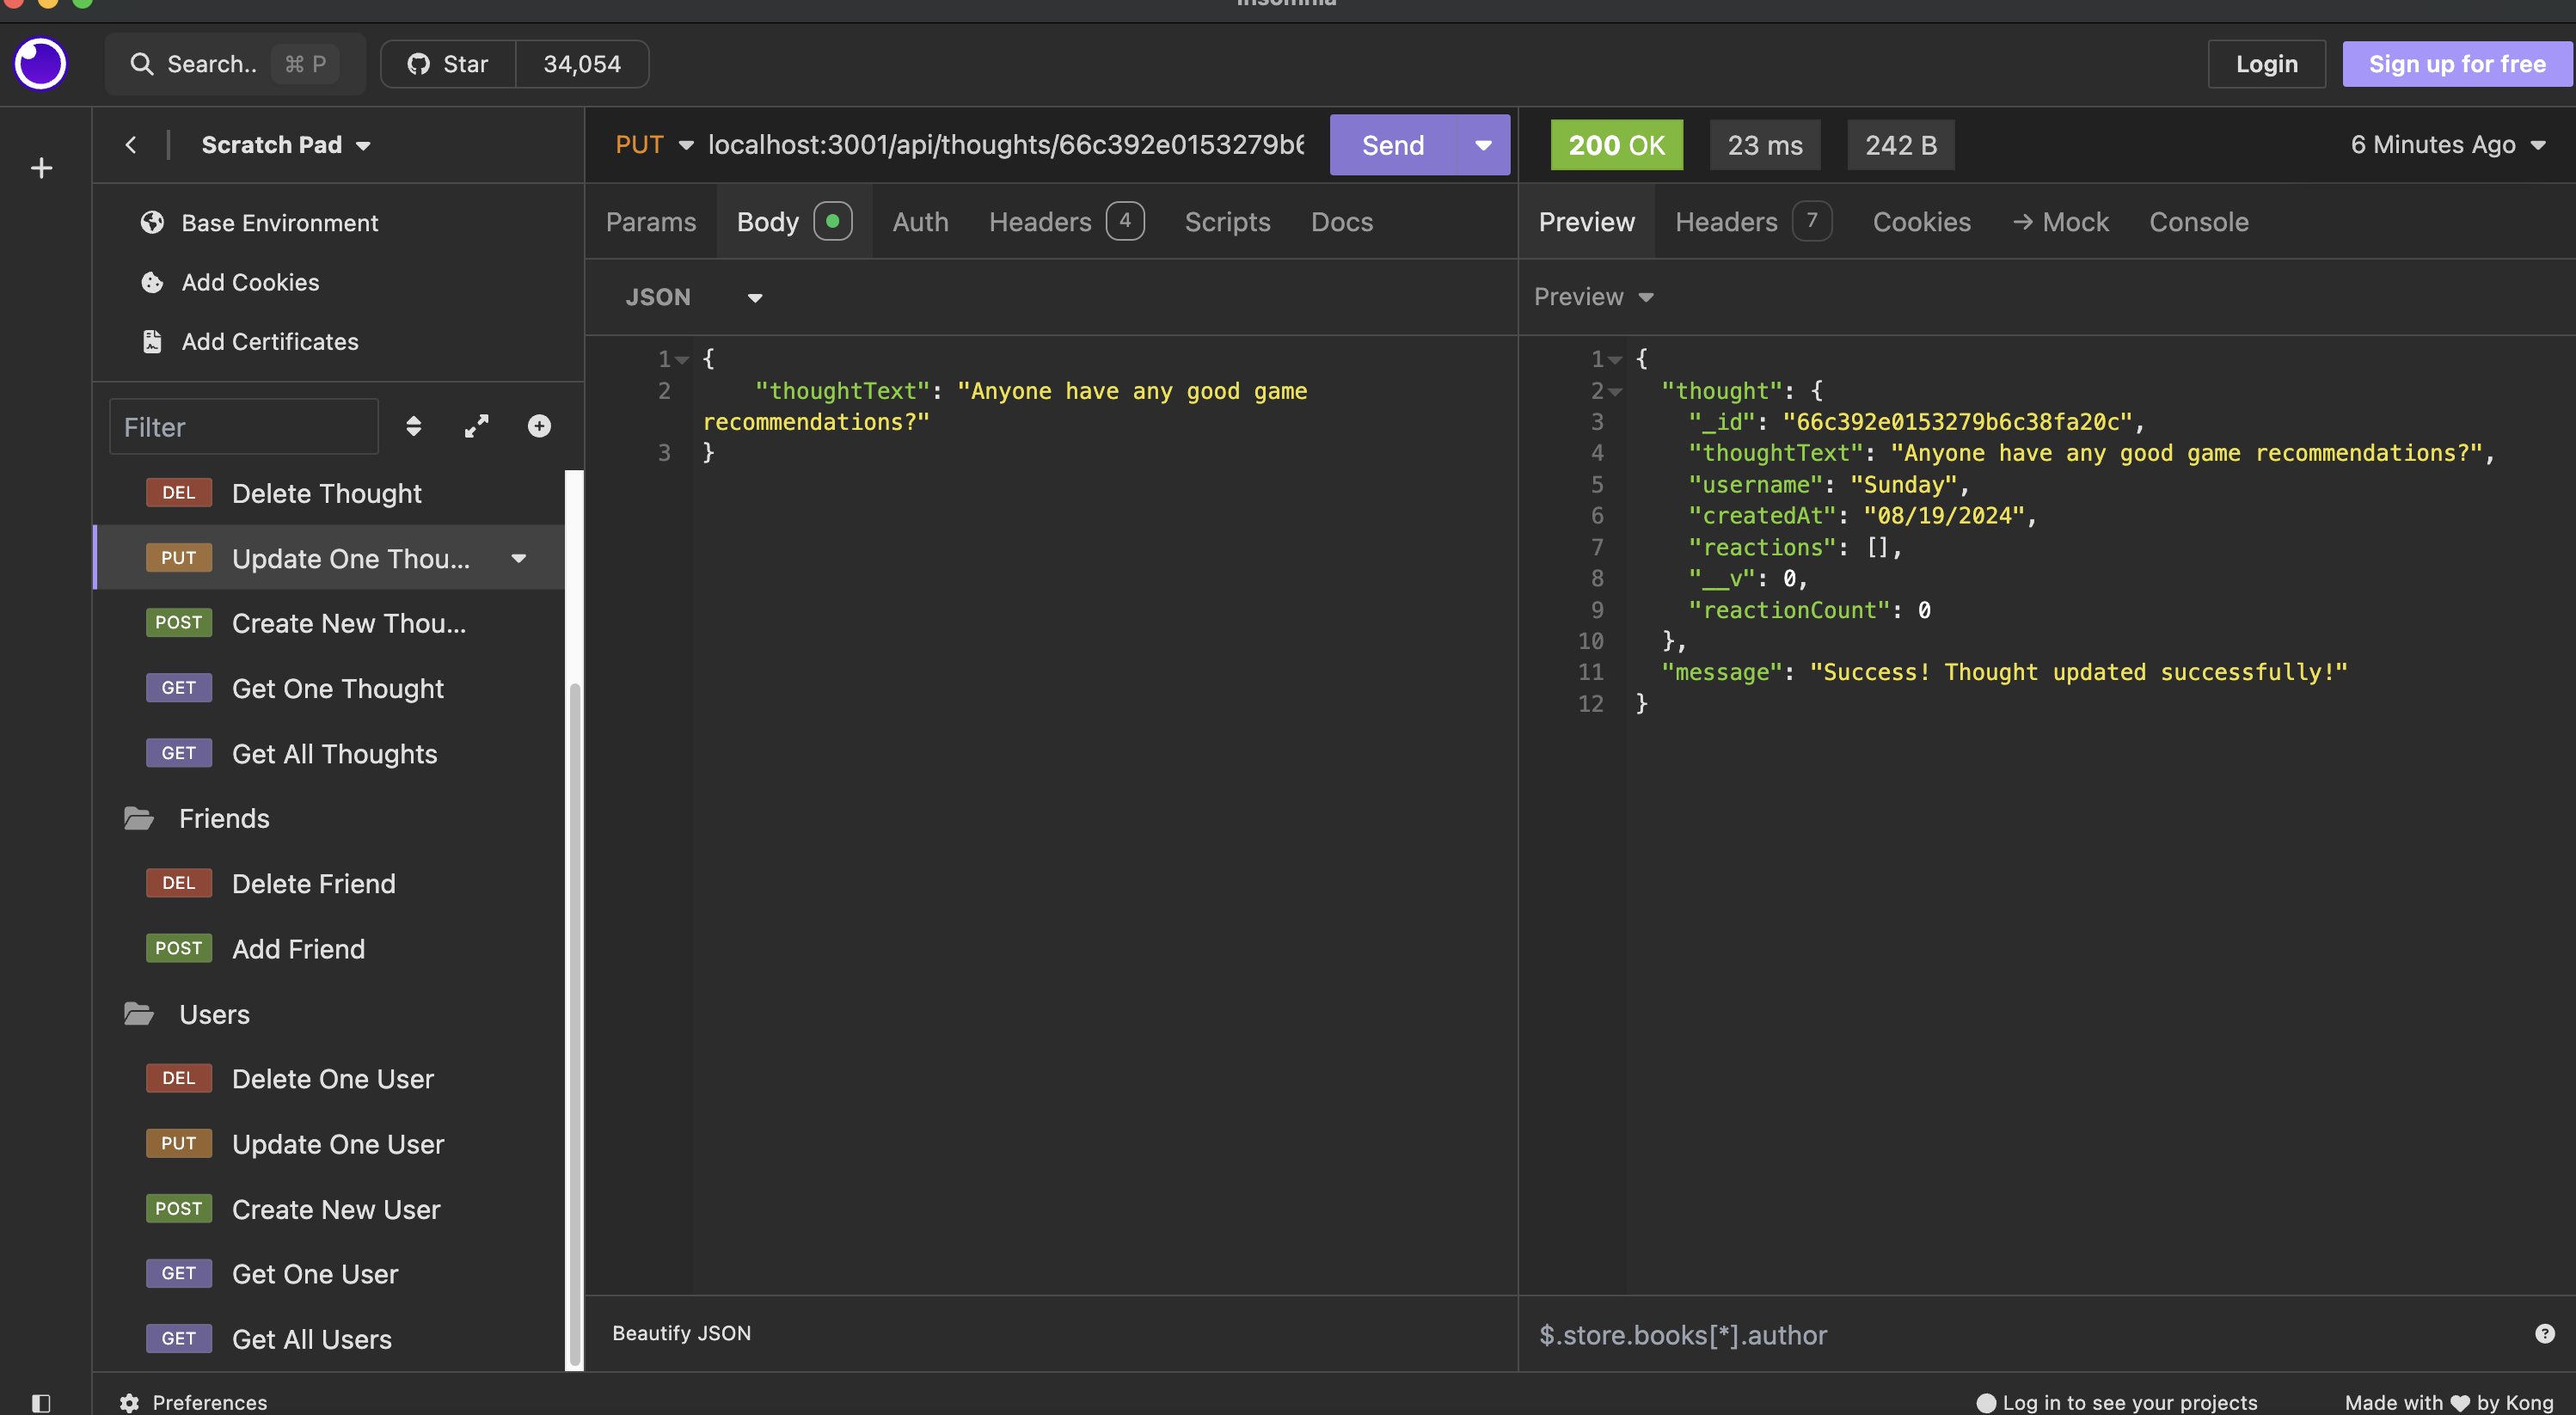 Insomnia
Search.. ⌘ P
Star 34,054
Login
Sign up for free
Scratch Pad
Base Environment
Add Cookies
Add Certificates
Filter
DEL Delete Thought
PUT Update One Thou...
POST Create New Thou...
GET Get One Thought
GET Get All Thoughts
Friends
DEL Delete Friend
POST Add Friend
Users
DEL Delete One User
PUT Update One User
POST Create New User
GET Get One User
GET Get All Users
Preferences
PUT localhost:3001/api/thoughts/66c392e0153279b6 Send
Params Body Auth Headers 4 Scripts Docs
JSON
1 {
2 "thoughtText": "Anyone have any good game
recommendations?"
3 }
Beautify JSON
200 OK 23 ms 242 B 6 Minutes Ago
Preview Headers 7 Cookies → Mock Console
Preview
1 {
2 "thought": {
3 "_id": "66c392e0153279b6c38fa20c",
4 "thoughtText": "Anyone have any good game recommendations?",
5 "username": "Sunday",
6 "createdAt": "08/19/2024",
7 "reactions": [],
8 "__v": 0,
9 "reactionCount": 0
10 },
11 "message": "Success! Thought updated successfully!"
12 }
$.store.books[*].author
Log in to see your projects
Made with ♥ by Kong